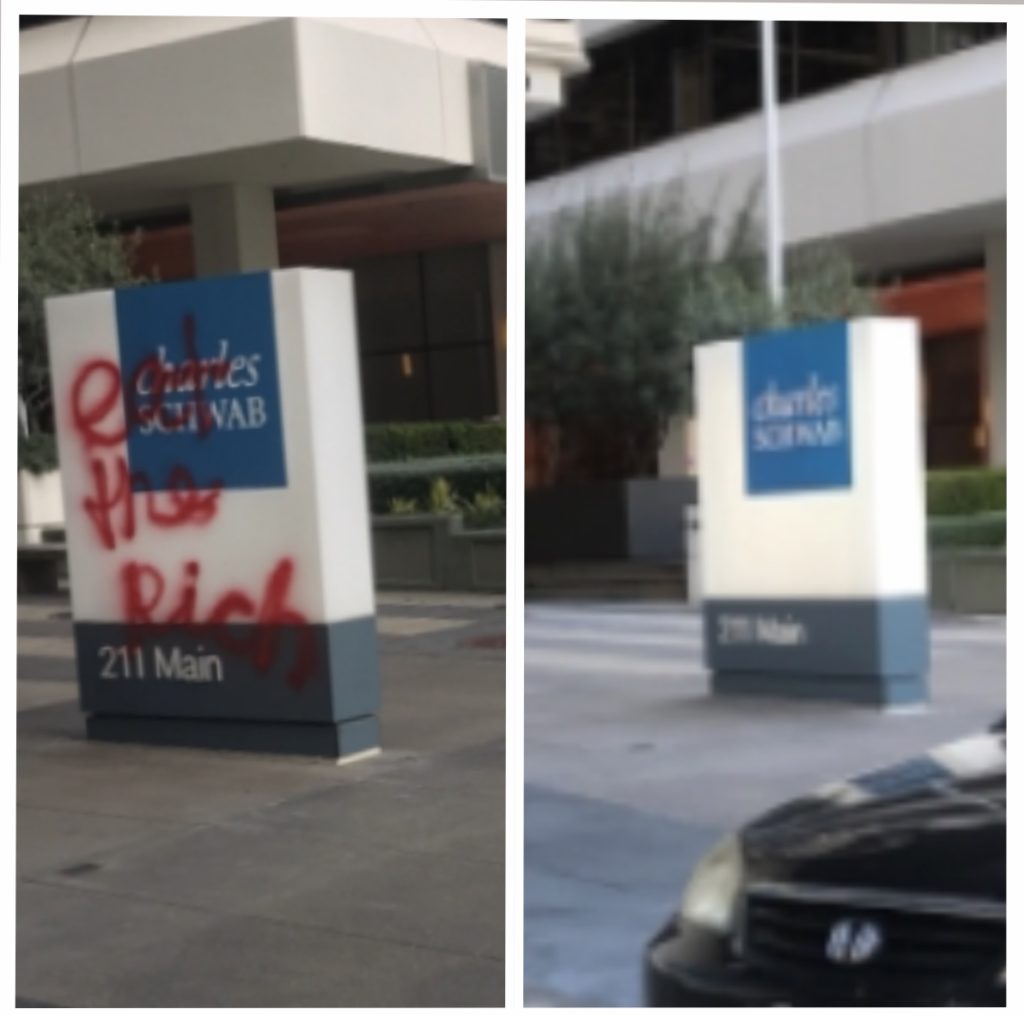 charles
SCHWAB
eat
the
Rich
211 Main
charles
SCHWAB
211 Main